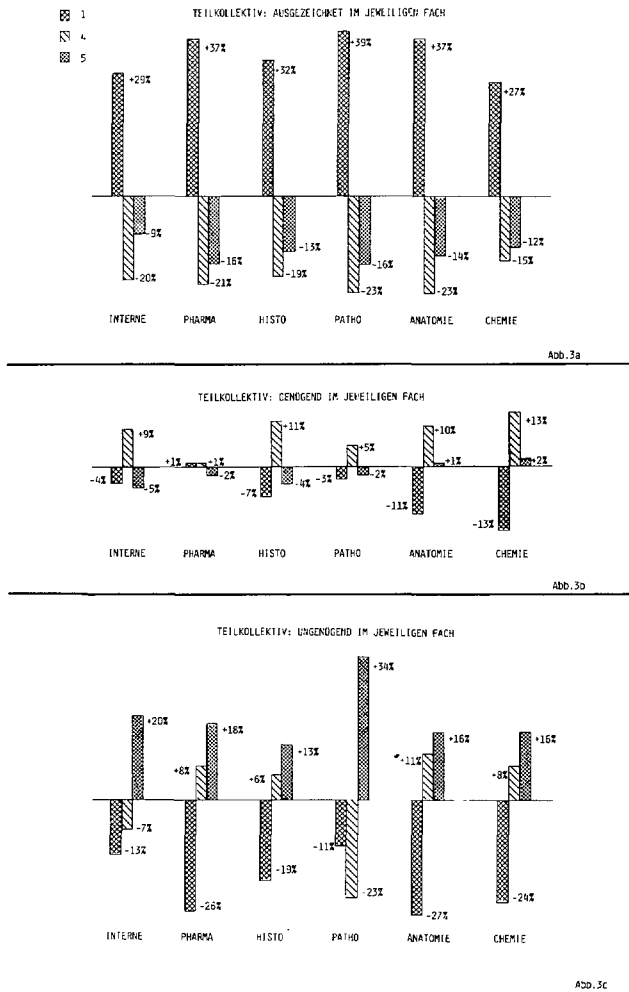 TEILKOLLEKTIV: AUSGEZEICHNET IM JEWEILIGEN FACH
1
4
5
+29% +37% +32% +39% +37% +27%
-9% -20% -16% -21% -13% -19% -16% -23% -14% -23% -12% -15%
INTERNE PHARMA HISTO PATHO ANATOMIE CHEMIE
Abb.3a
TEILKOLLEKTIV: GENÜGEND IM JEWEILIGEN FACH
+9% +1% +1% +11% +5% +10% +1% +13% +2%
-4% -5% -2% -7% -4% -3% -2% -11% -13%
INTERNE PHARMA HISTO PATHO ANATOMIE CHEMIE
Abb.3b
TEILKOLLEKTIV: UNGENÜGEND IM JEWEILIGEN FACH
+20% +8% +18% +6% +13% +34% +11% +16% +8% +16%
-13% -7% -26% -19% -11% -23% -27% -24%
INTERNE PHARMA HISTO PATHO ANATOMIE CHEMIE
Abb.3c